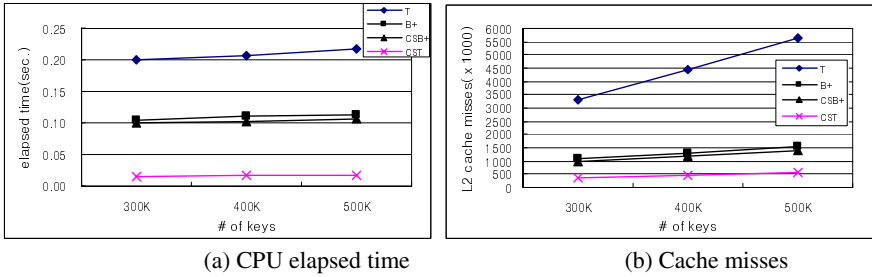 T
B+
CSB+
CST
0.25
0.20
0.15
0.10
0.05
0.00
elapsed time(sec.)
300K
400K
500K
# of keys
(a) CPU elapsed time
6000
5500
5000
4500
4000
3500
3000
2500
2000
1500
1000
500
0
L2 cache misses( x 1000)
T
B+
CSB+
CST
300K
400K
500K
# of keys
(b) Cache misses